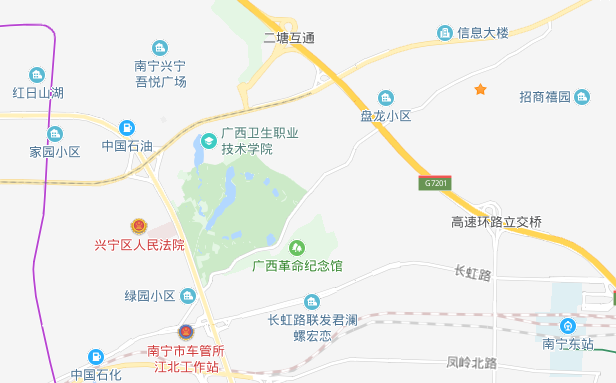 二塘互通
信息大楼
南宁兴宁
吾悦广场
红日山湖
招商禧园
盘龙小区
广西卫生职业
技术学院
中国石油
家园小区
G7201
高速环路立交桥
兴宁区人民法院
广西革命纪念馆
长虹路
绿园小区
长虹路联发君澜
螺宏恋
南宁市车管所
江北工作站
南宁东站
中国石化
凤岭北路